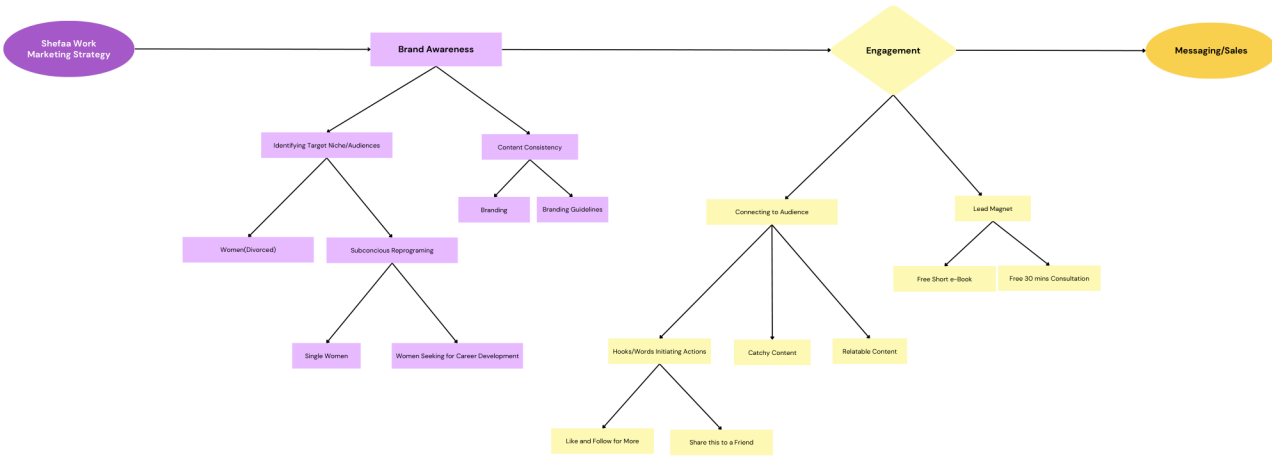 Shefaa Work
Marketing Strategy
Brand Awareness
Engagement
Messaging/Sales
Identifying Target Niche/Audiences
Content Consistency
Branding
Branding Guidelines
Women(Divorced)
Subconcious Reprograming
Single Women
Women Seeking for Career Development
Connecting to Audience
Lead Magnet
Free Short e-Book
Free 30 mins Consultation
Hooks/Words Initiating Actions
Catchy Content
Relatable Content
Like and Follow for More
Share this to a Friend